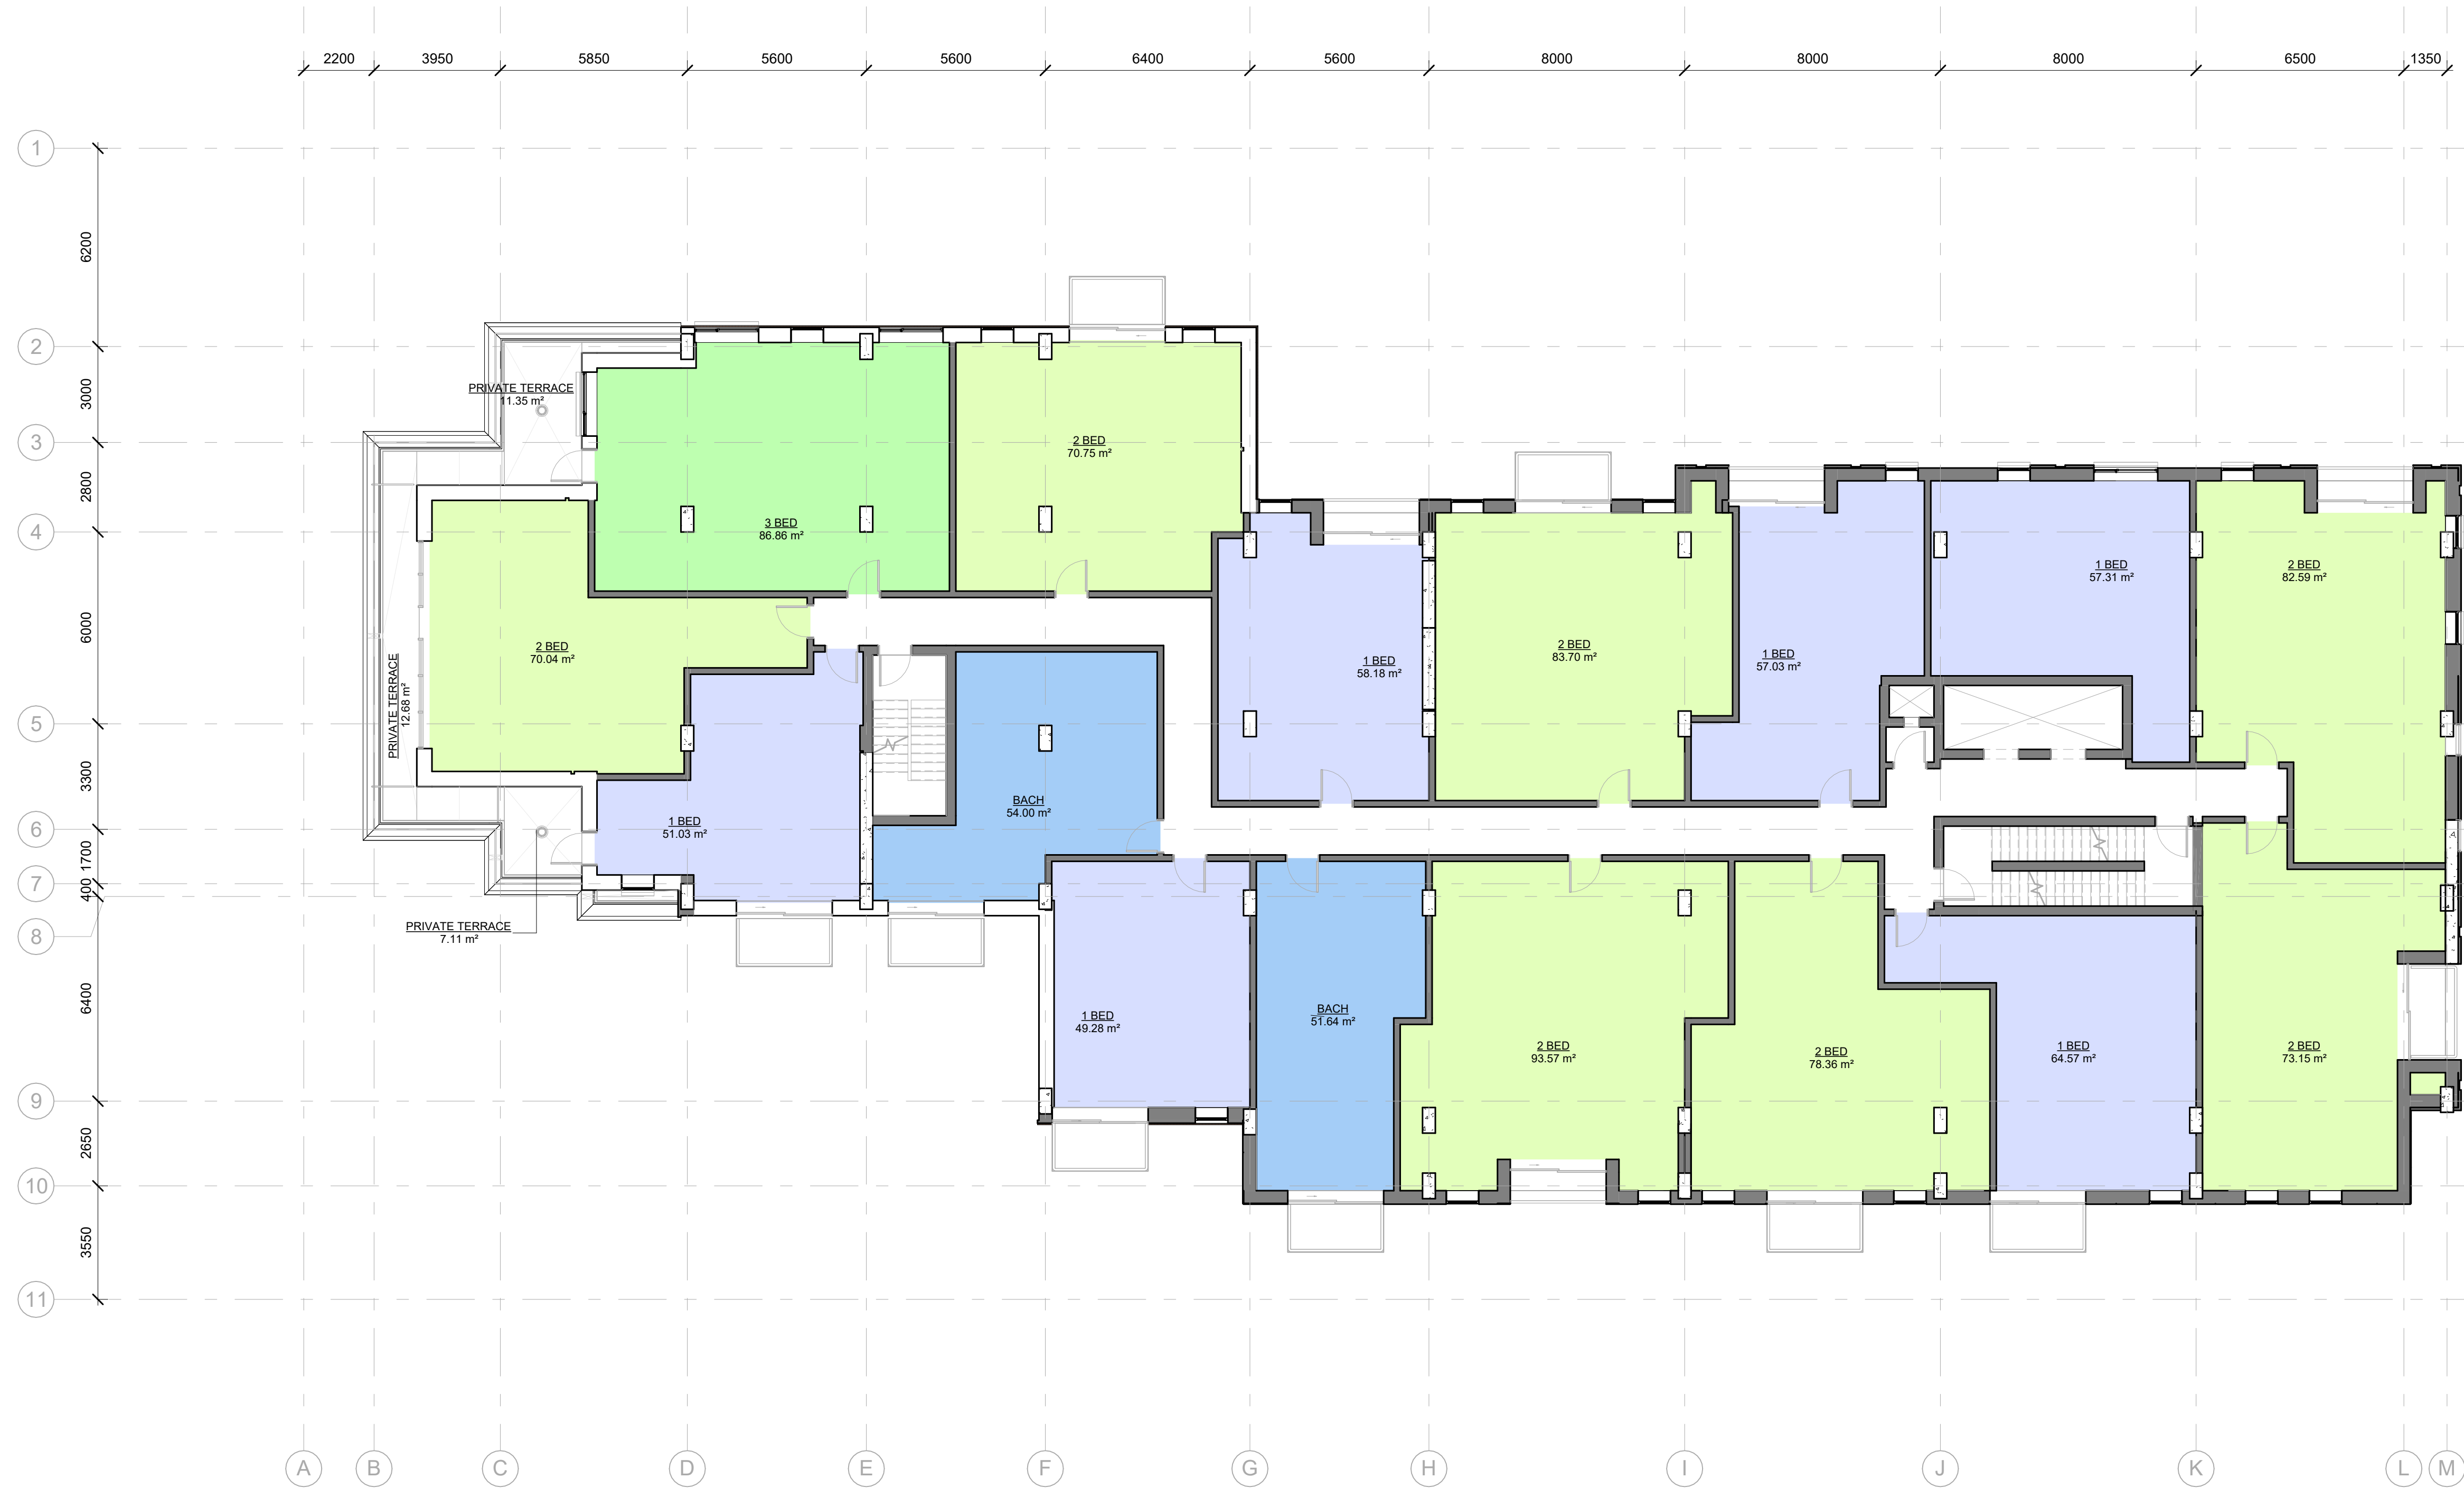 2200 3950 5850 5600 5600 6400 5600 8000 8000 8000 6500 1350
1
6200
2
3000
PRIVATE TERRACE
11.35 m²
3
2 BED
70.75 m²
2800
3 BED
86.86 m²
4
1 BED
57.31 m²
2 BED
82.59 m²
6000
2 BED
70.04 m²
2 BED
83.70 m²
1 BED
57.03 m²
1 BED
58.18 m²
PRIVATE TERRACE
12.68 m²
5
3300
BACH
54.00 m²
1 BED
51.03 m²
6
1700
7
400
PRIVATE TERRACE
7.11 m²
8
6400
1 BED
49.28 m²
BACH
51.64 m²
2 BED
93.57 m²
2 BED
78.36 m²
1 BED
64.57 m²
2 BED
73.15 m²
9
2650
10
3550
11
A B C D E F G H I J K L M